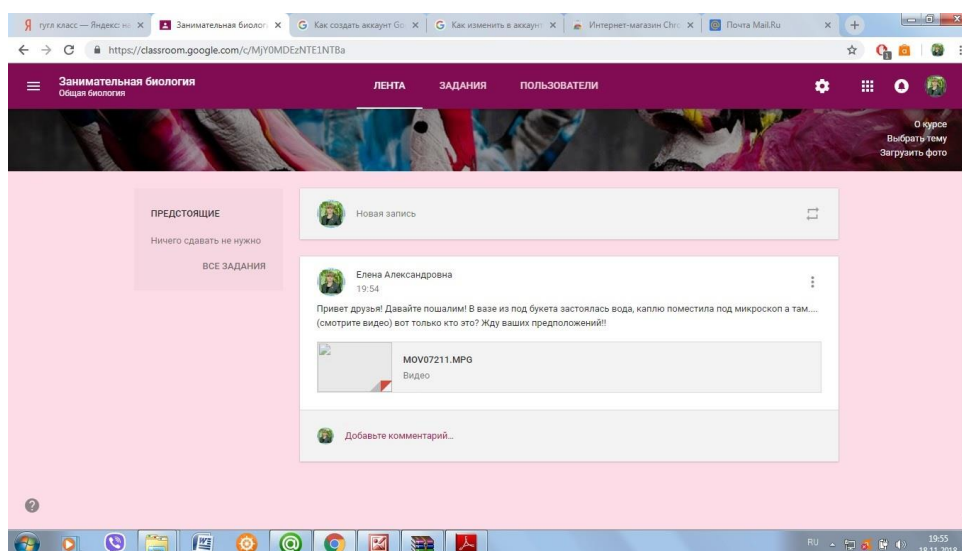 гугл класс — Яндекс: на
Занимательная биолог
Как создать аккаунт Go
Как изменить в аккаун
Интернет-магазин Chro
Почта Mail.Ru
https://classroom.google.com/c/MjY0MDEzNTE1NTBa
Занимательная биология
Общая биология
ЛЕНТА
ЗАДАНИЯ
ПОЛЬЗОВАТЕЛИ
О курсе
Выбрать тему
Загрузить фото
ПРЕДСТОЯЩИЕ
Ничего сдавать не нужно
ВСЕ ЗАДАНИЯ
Новая запись
Елена Александровна
19:54
Привет друзья! Давайте пошалим! В вазе из под букета застоялась вода, каплю поместила под микроскоп а там....
(смотрите видео) вот только кто это? Жду ваших предположений!!
MOV07211.MPG
Видео
Добавьте комментарий...
RU
19:55
18.11.2018